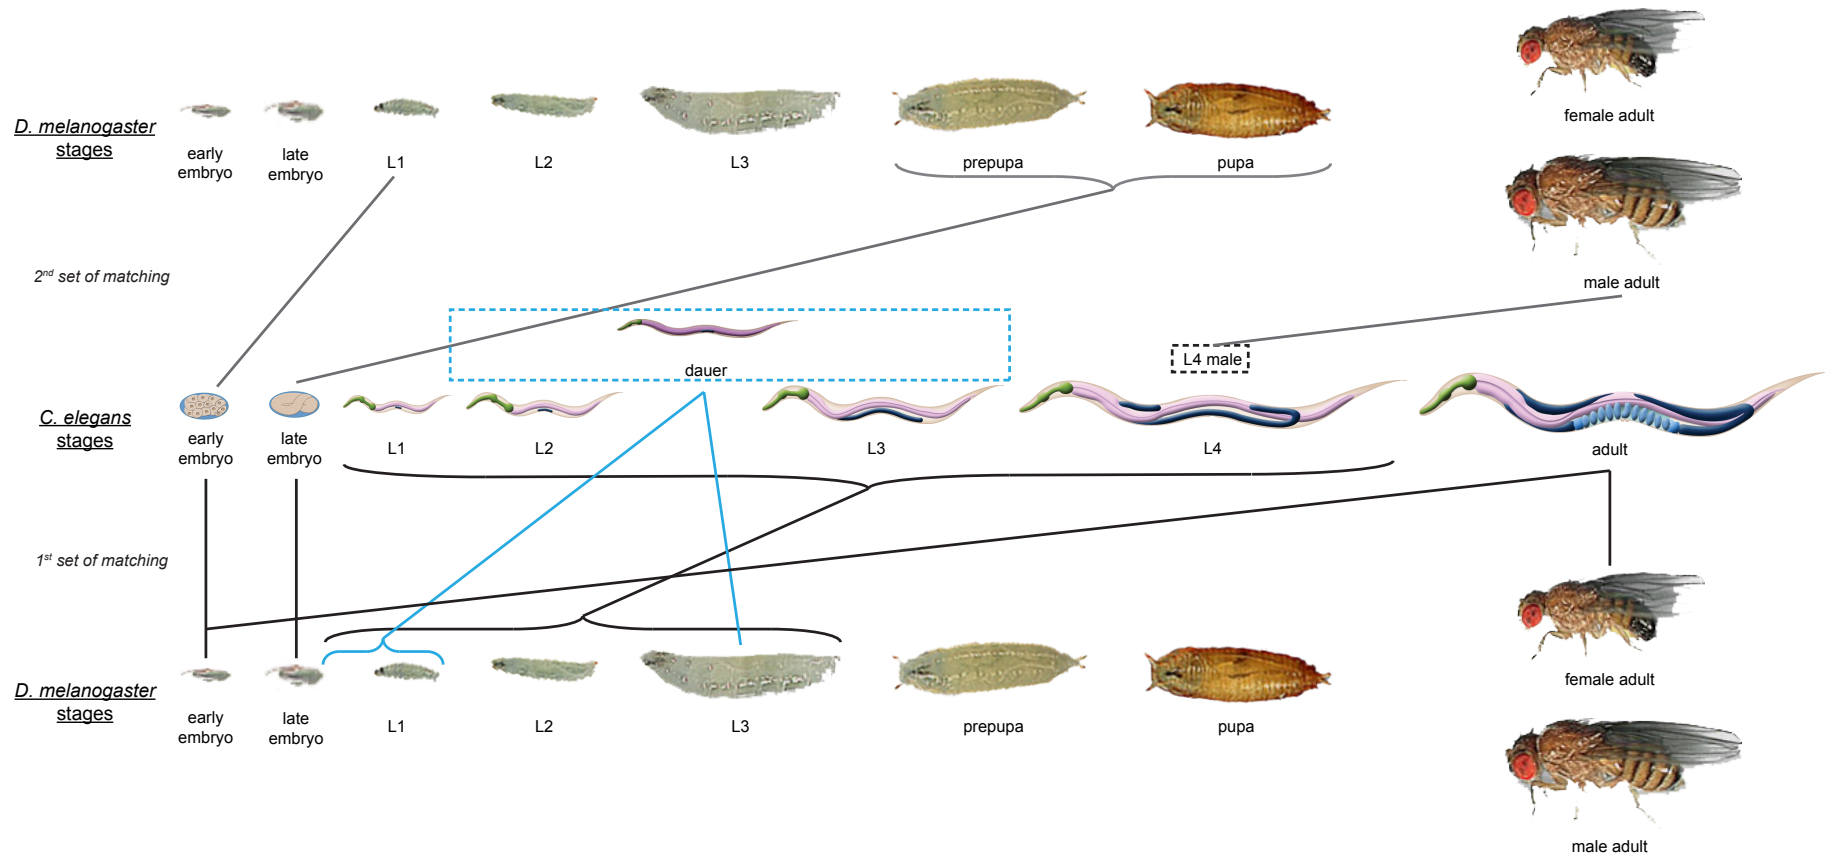 female adult
D. melanogaster
stages
early
embryo
late
embryo
L1
L2
L3
prepupa
pupa
male adult
2nd set of matching
dauer
L4 male
C. elegans
stages
early
embryo
late
embryo
L1
L2
L3
L4
adult
1st set of matching
female adult
D. melanogaster
stages
early
embryo
late
embryo
L1
L2
L3
prepupa
pupa
male adult